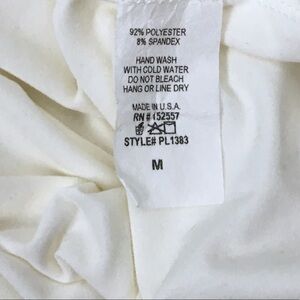 92% POLYESTER
8% SPANDEX
HAND WASH
WITH COLD WATER
DO NOT BLEACH
HANG OR LINE DRY
MADE IN U.S.A.
RN # 152557
STYLE# PL1383
M